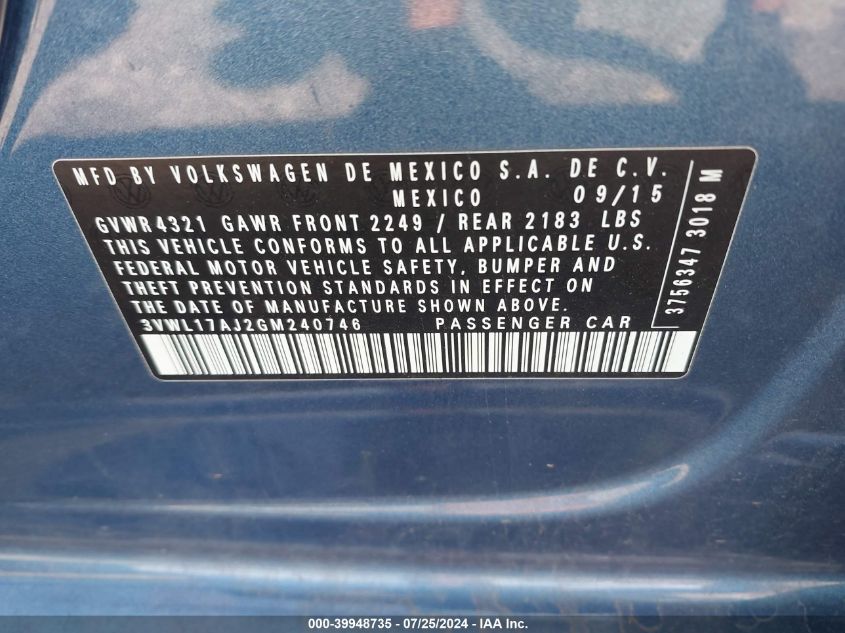 MFD BY VOLKSWAGEN DE MEXICO S.A. DE C.V.
MEXICO 09/15
GVWR 4321 GAWR FRONT 2249 / REAR 2183 LBS
THIS VEHICLE CONFORMS TO ALL APPLICABLE U.S.
FEDERAL MOTOR VEHICLE SAFETY, BUMPER AND
THEFT PREVENTION STANDARDS IN EFFECT ON
THE DATE OF MANUFACTURE SHOWN ABOVE.
3VWL17AJ2GM240746 PASSENGER CAR
3756347 3018 M
000-39948735 - 07/25/2024 - IAA Inc.